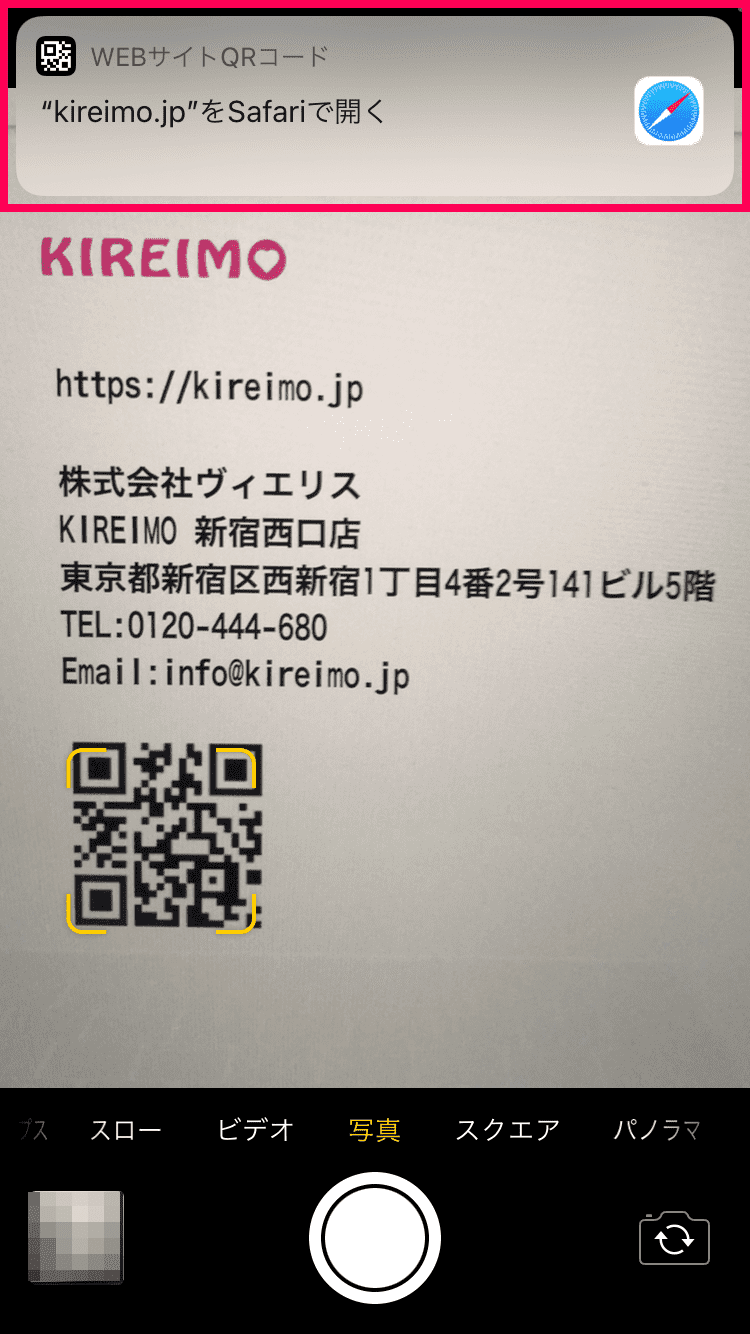 WEBサイトQRコード
“kireimo.jp”をSafariで開く
KIREIMO
https://kireimo.jp
株式会社ヴィエリス
KIREIMO 新宿西口店
東京都新宿区西新宿1丁目4番2号141ビル5階
TEL:0120-444-680
Email:info@kireimo.jp
プス スロー ビデオ 写真 スクエア パノラマ